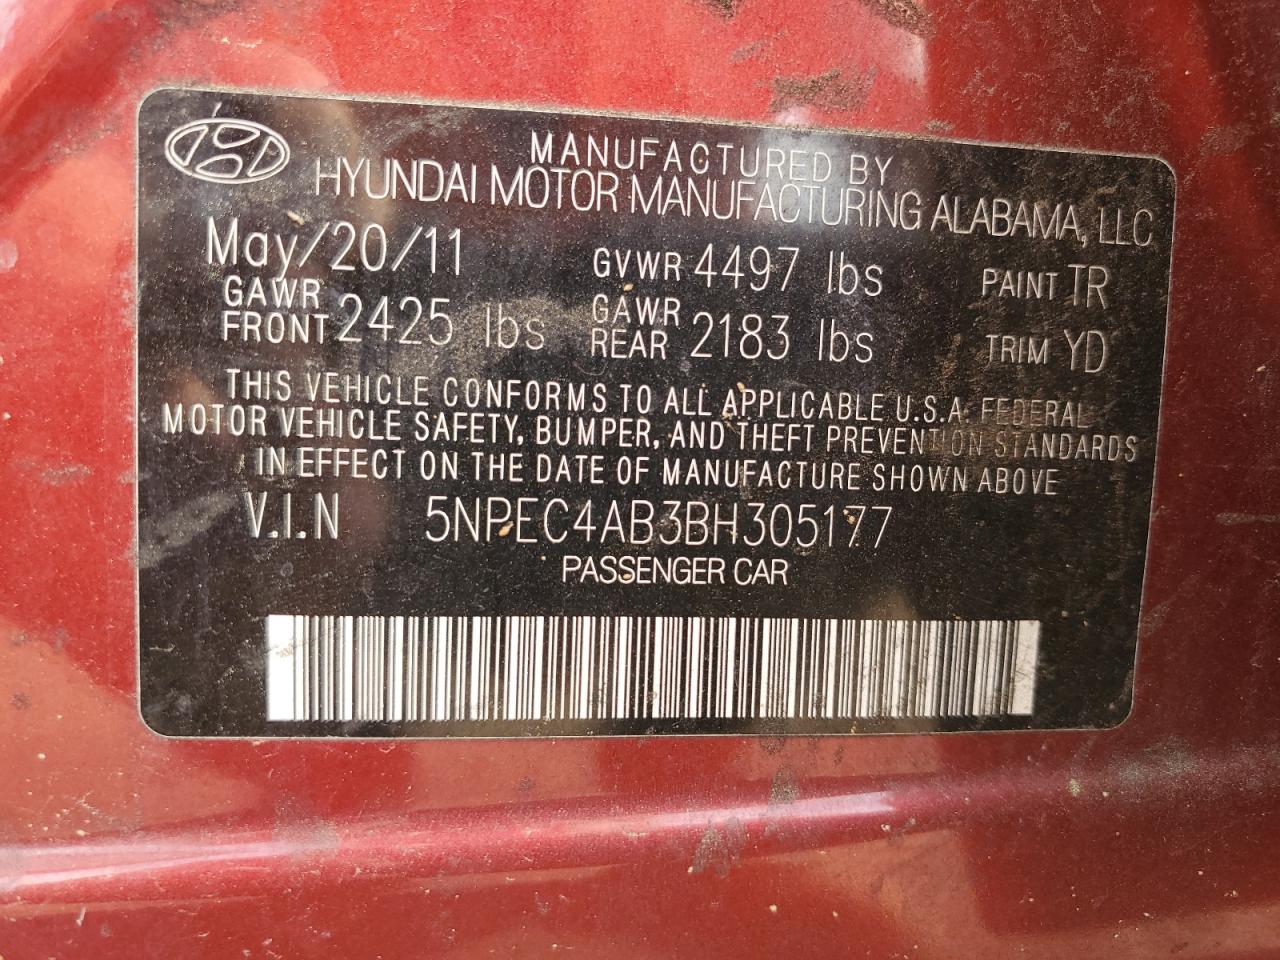 MANUFACTURED BY
HYUNDAI MOTOR MANUFACTURING ALABAMA, LLC
May/20/11 GVWR 4497 lbs PAINT TR
GAWR FRONT 2425 lbs GAWR REAR 2183 lbs TRIM YD
THIS VEHICLE CONFORMS TO ALL APPLICABLE U.S.A. FEDERAL
MOTOR VEHICLE SAFETY, BUMPER, AND THEFT PREVENTION STANDARDS
IN EFFECT ON THE DATE OF MANUFACTURE SHOWN ABOVE
V.I.N 5NPEC4AB3BH305177
PASSENGER CAR